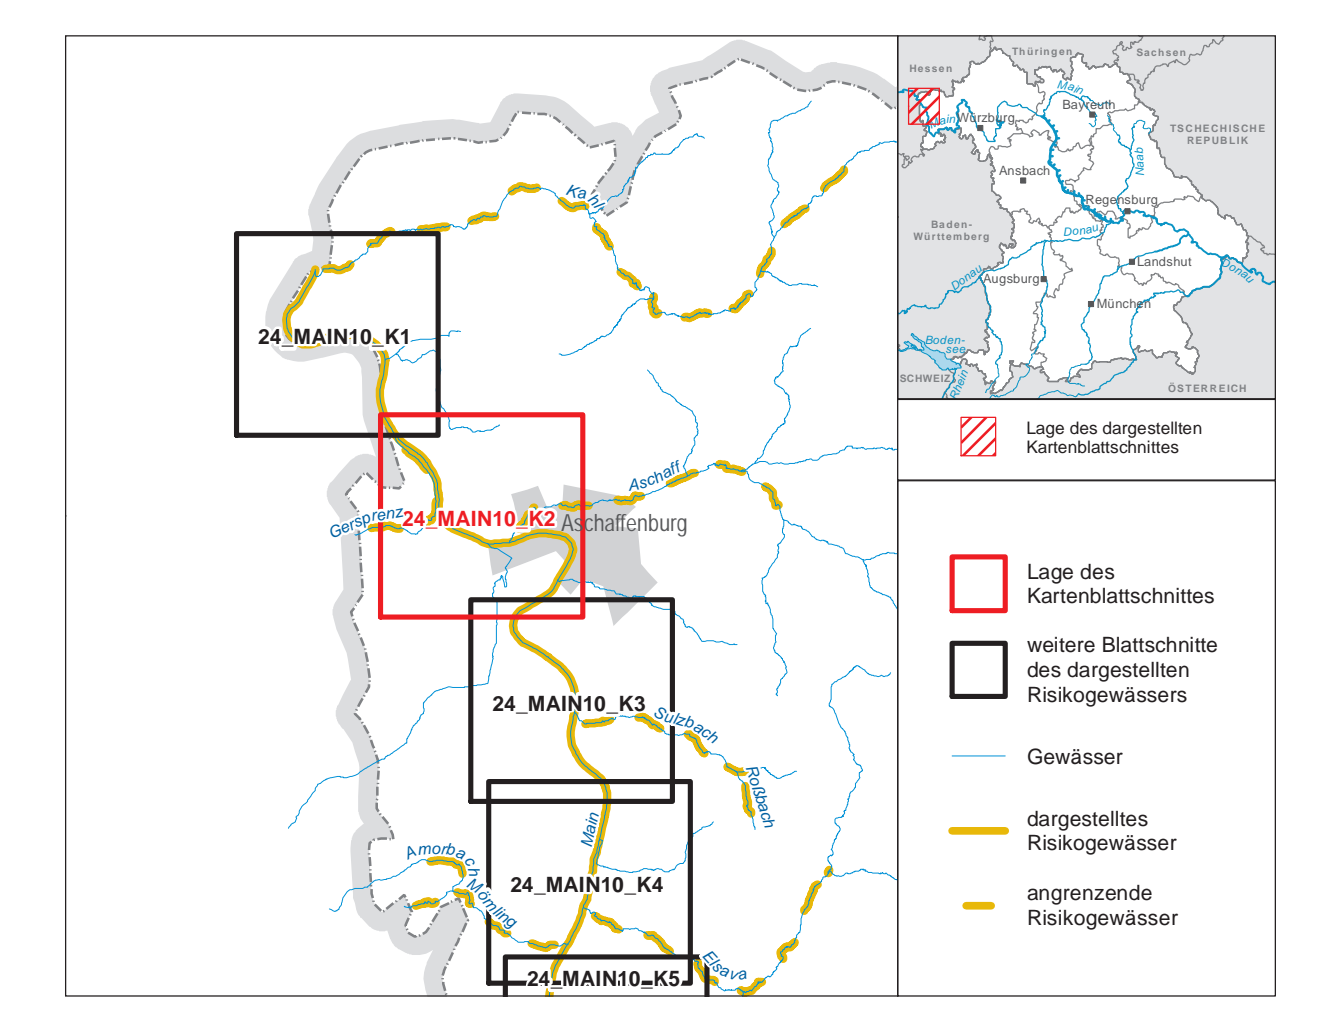 Kahl
24_MAIN10_K1
Aschaff
Gersprenz
24_MAIN10_K2
Aschaffenburg
24_MAIN10_K3
Sulzbach
Roßbach
Main
Amorbach
Mömling
24_MAIN10_K4
Elsava
24_MAIN10_K5
Thüringen
Sachsen
Hessen
Main
Bayreuth
Main
Würzburg
TSCHECHISCHE
REPUBLIK
Naab
Ansbach
Regensburg
Baden-
Württemberg
Donau
Landshut
Donau
Donau
Augsburg
München
Boden-
see
SCHWEIZ
Rhein
ÖSTERREICH
Lage des dargestellten
Kartenblattschnittes
Lage des
Kartenblattschnittes
weitere Blattschnitte
des dargestellten
Risikogewässers
Gewässer
dargestelltes
Risikogewässer
angrenzende
Risikogewässer